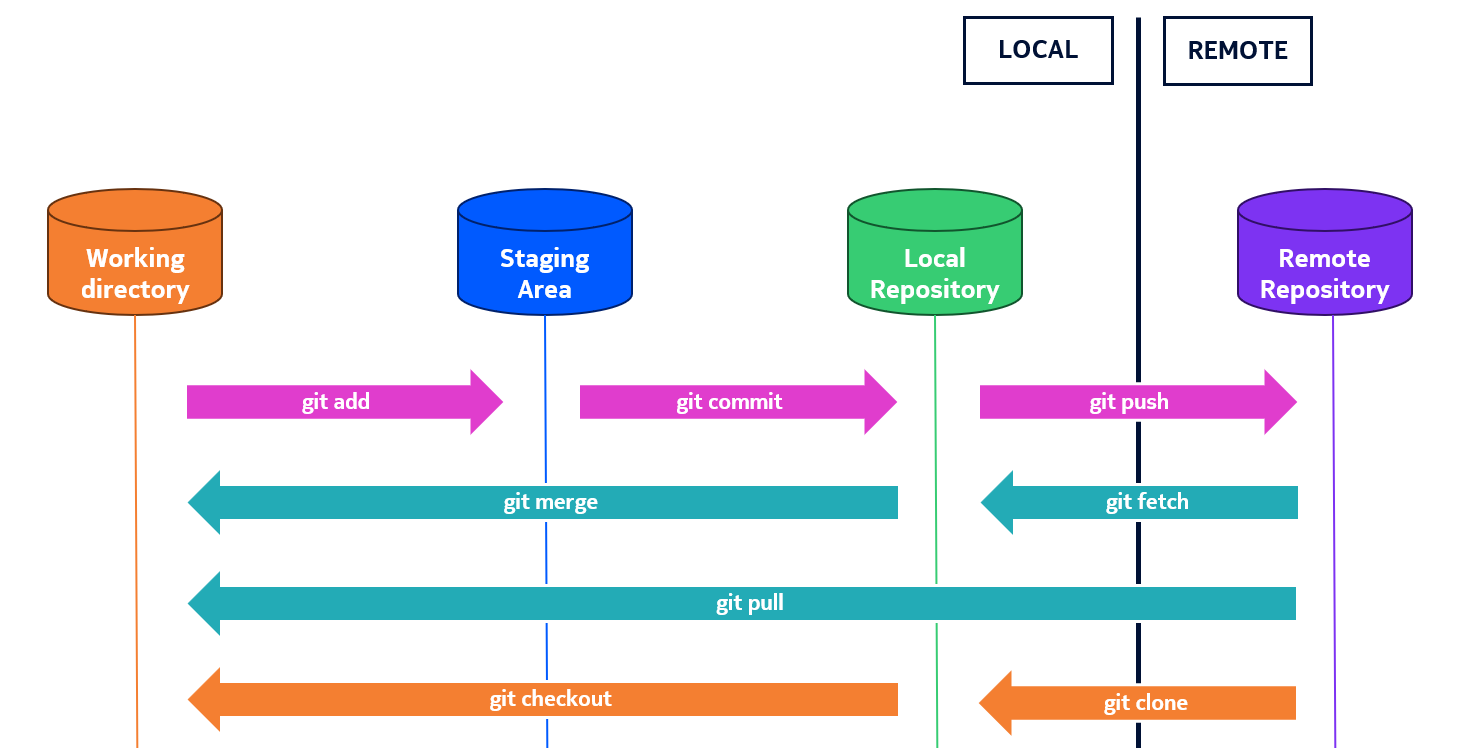 LOCAL
REMOTE
Working
directory
Staging
Area
Local
Repository
Remote
Repository
git add
git commit
git push
git merge
git fetch
git pull
git checkout
git clone